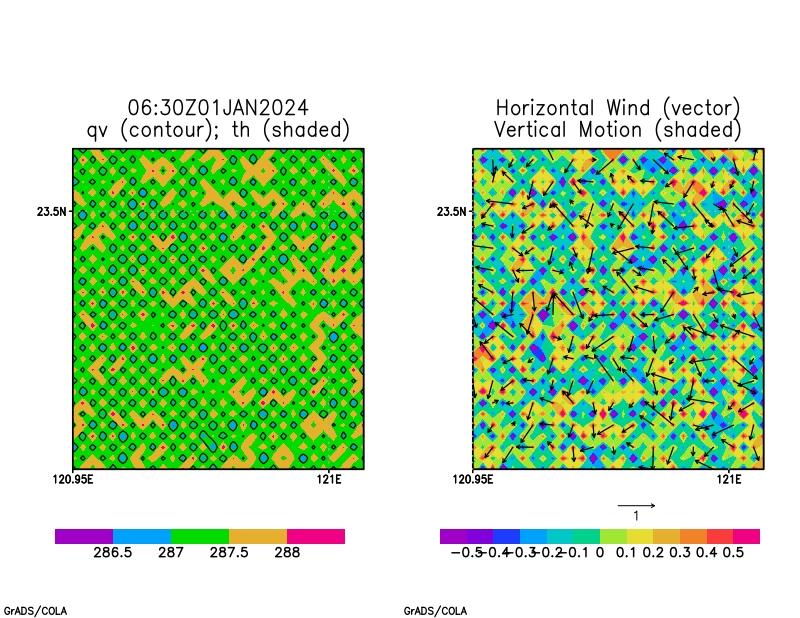 06:30Z01JAN2024
qv (contour); th (shaded)
23.5N
120.95E
121E
286.5 287 287.5 288
Horizontal Wind (vector)
Vertical Motion (shaded)
23.5N
120.95E
121E
1
-0.5 -0.4 -0.3 -0.2 -0.1 0 0.1 0.2 0.3 0.4 0.5
GrADS/COLA
GrADS/COLA